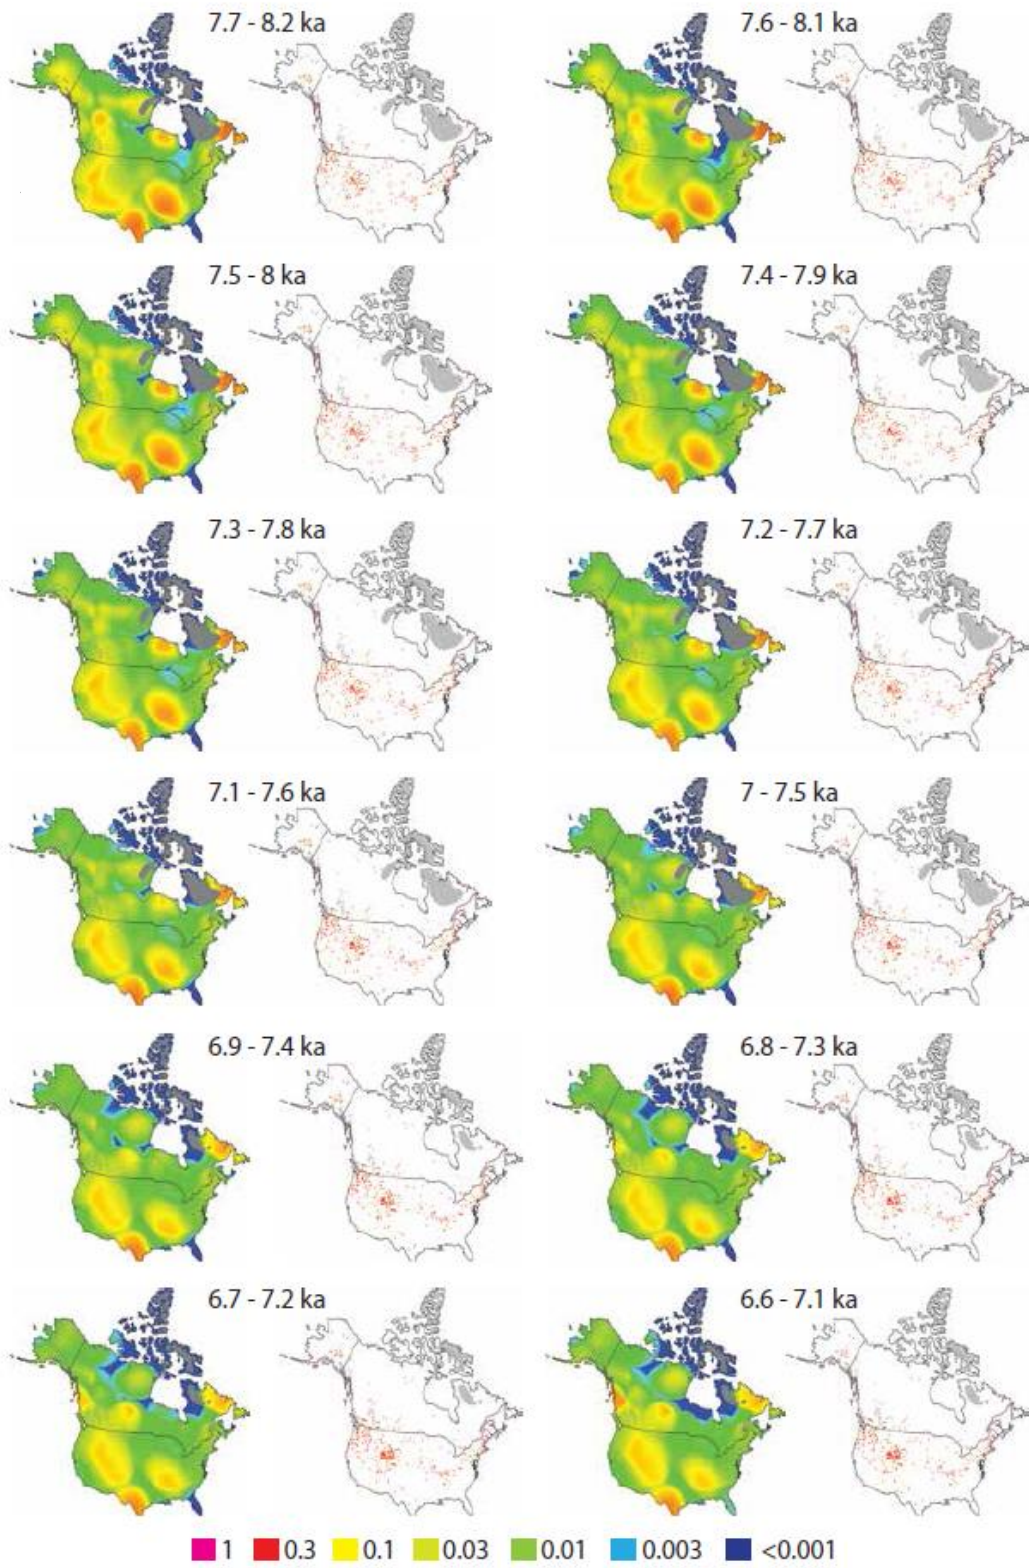 7.7 - 8.2 ka
7.6 - 8.1 ka
7.5 - 8 ka
7.4 - 7.9 ka
7.3 - 7.8 ka
7.2 - 7.7 ka
7.1 - 7.6 ka
7 - 7.5 ka
6.9 - 7.4 ka
6.8 - 7.3 ka
6.7 - 7.2 ka
6.6 - 7.1 ka
1 0.3 0.1 0.03 0.01 0.003 <0.001